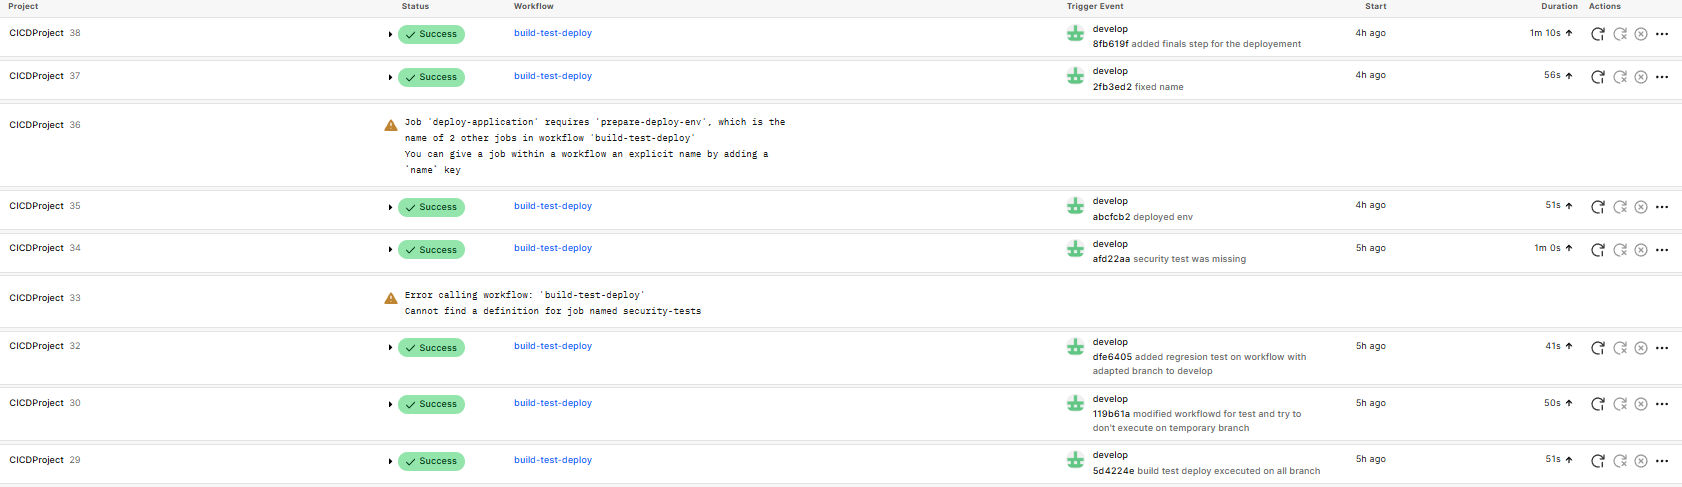 Project Status Workflow Trigger Event Start Duration Actions
CICDProject 38 Success build-test-deploy develop 4h ago 1m 10s
8fb619f added finals step for the deployement
CICDProject 37 Success build-test-deploy develop 4h ago 56s
2fb3ed2 fixed name
CICDProject 36 Job `deploy-application` requires `prepare-deploy-env`, which is the
name of 2 other jobs in workflow `build-test-deploy`
You can give a job within a workflow an explicit name by adding a
`name` key
CICDProject 35 Success build-test-deploy develop 4h ago 51s
abcfcb2 deployed env
CICDProject 34 Success build-test-deploy develop 5h ago 1m 0s
afd22aa security test was missing
CICDProject 33 Error calling workflow: `build-test-deploy`
Cannot find a definition for job named security-tests
CICDProject 32 Success build-test-deploy develop 5h ago 41s
dfe6405 added regresion test on workflow with
adapted branch to develop
CICDProject 30 Success build-test-deploy develop 5h ago 50s
119b61a modified workflowd for test and try to
don't execute on temporary branch
CICDProject 29 Success build-test-deploy develop 5h ago 51s
5d4224e build test deploy excecuted on all branch